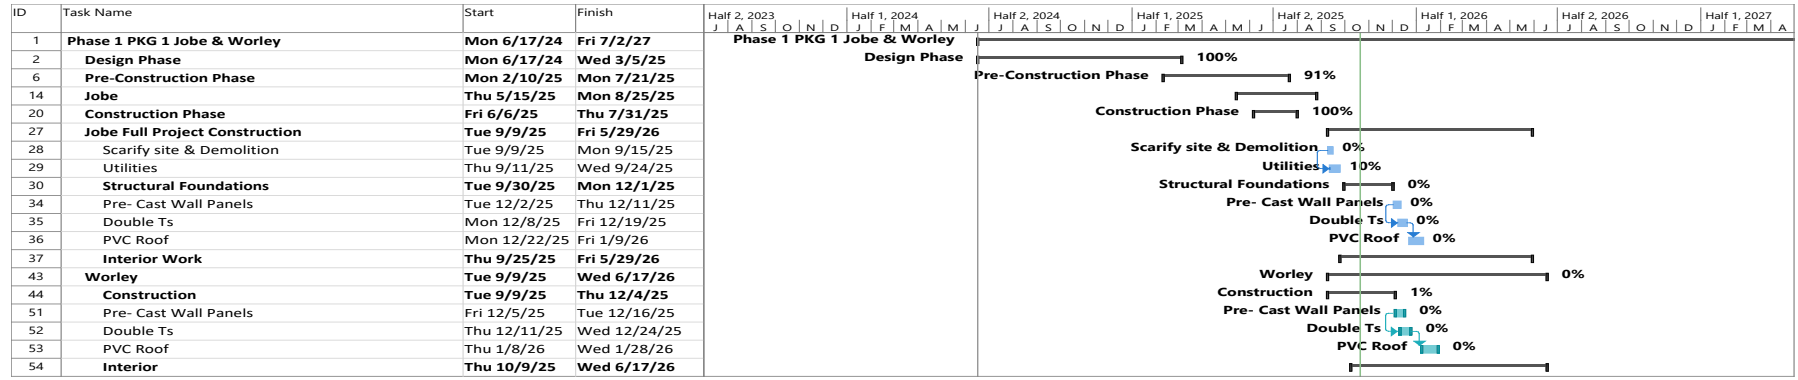 ID Task Name Start Finish Half 2, 2023 Half 1, 2024 Half 2, 2024 Half 1, 2025 Half 2, 2025 Half 1, 2026 Half 2, 2026 Half 1, 2027
J A S O N D J F M A M J J A S O N D J F M A M J J A S O N D J F M A M J J A S O N D J F M A
1 Phase 1 PKG 1 Jobe & Worley Mon 6/17/24 Fri 7/2/27 Phase 1 PKG 1 Jobe & Worley
2 Design Phase Mon 6/17/24 Wed 3/5/25 Design Phase 100%
6 Pre-Construction Phase Mon 2/10/25 Mon 7/21/25 Pre-Construction Phase 91%
14 Jobe Thu 5/15/25 Mon 8/25/25
20 Construction Phase Fri 6/6/25 Thu 7/31/25 Construction Phase 100%
27 Jobe Full Project Construction Tue 9/9/25 Fri 5/29/26
28 Scarify site & Demolition Tue 9/9/25 Mon 9/15/25 Scarify site & Demolition 0%
29 Utilities Thu 9/11/25 Wed 9/24/25 Utilities 10%
30 Structural Foundations Tue 9/30/25 Mon 12/1/25 Structural Foundations 0%
34 Pre- Cast Wall Panels Tue 12/2/25 Thu 12/11/25 Pre- Cast Wall Panels 0%
35 Double Ts Mon 12/8/25 Fri 12/19/25 Double Ts 0%
36 PVC Roof Mon 12/22/25 Fri 1/9/26 PVC Roof 0%
37 Interior Work Thu 9/25/25 Fri 5/29/26
43 Worley Tue 9/9/25 Wed 6/17/26 Worley 0%
44 Construction Tue 9/9/25 Thu 12/4/25 Construction 1%
51 Pre- Cast Wall Panels Fri 12/5/25 Tue 12/16/25 Pre- Cast Wall Panels 0%
52 Double Ts Thu 12/11/25 Wed 12/24/25 Double Ts 0%
53 PVC Roof Thu 1/8/26 Wed 1/28/26 PVC Roof 0%
54 Interior Thu 10/9/25 Wed 6/17/26